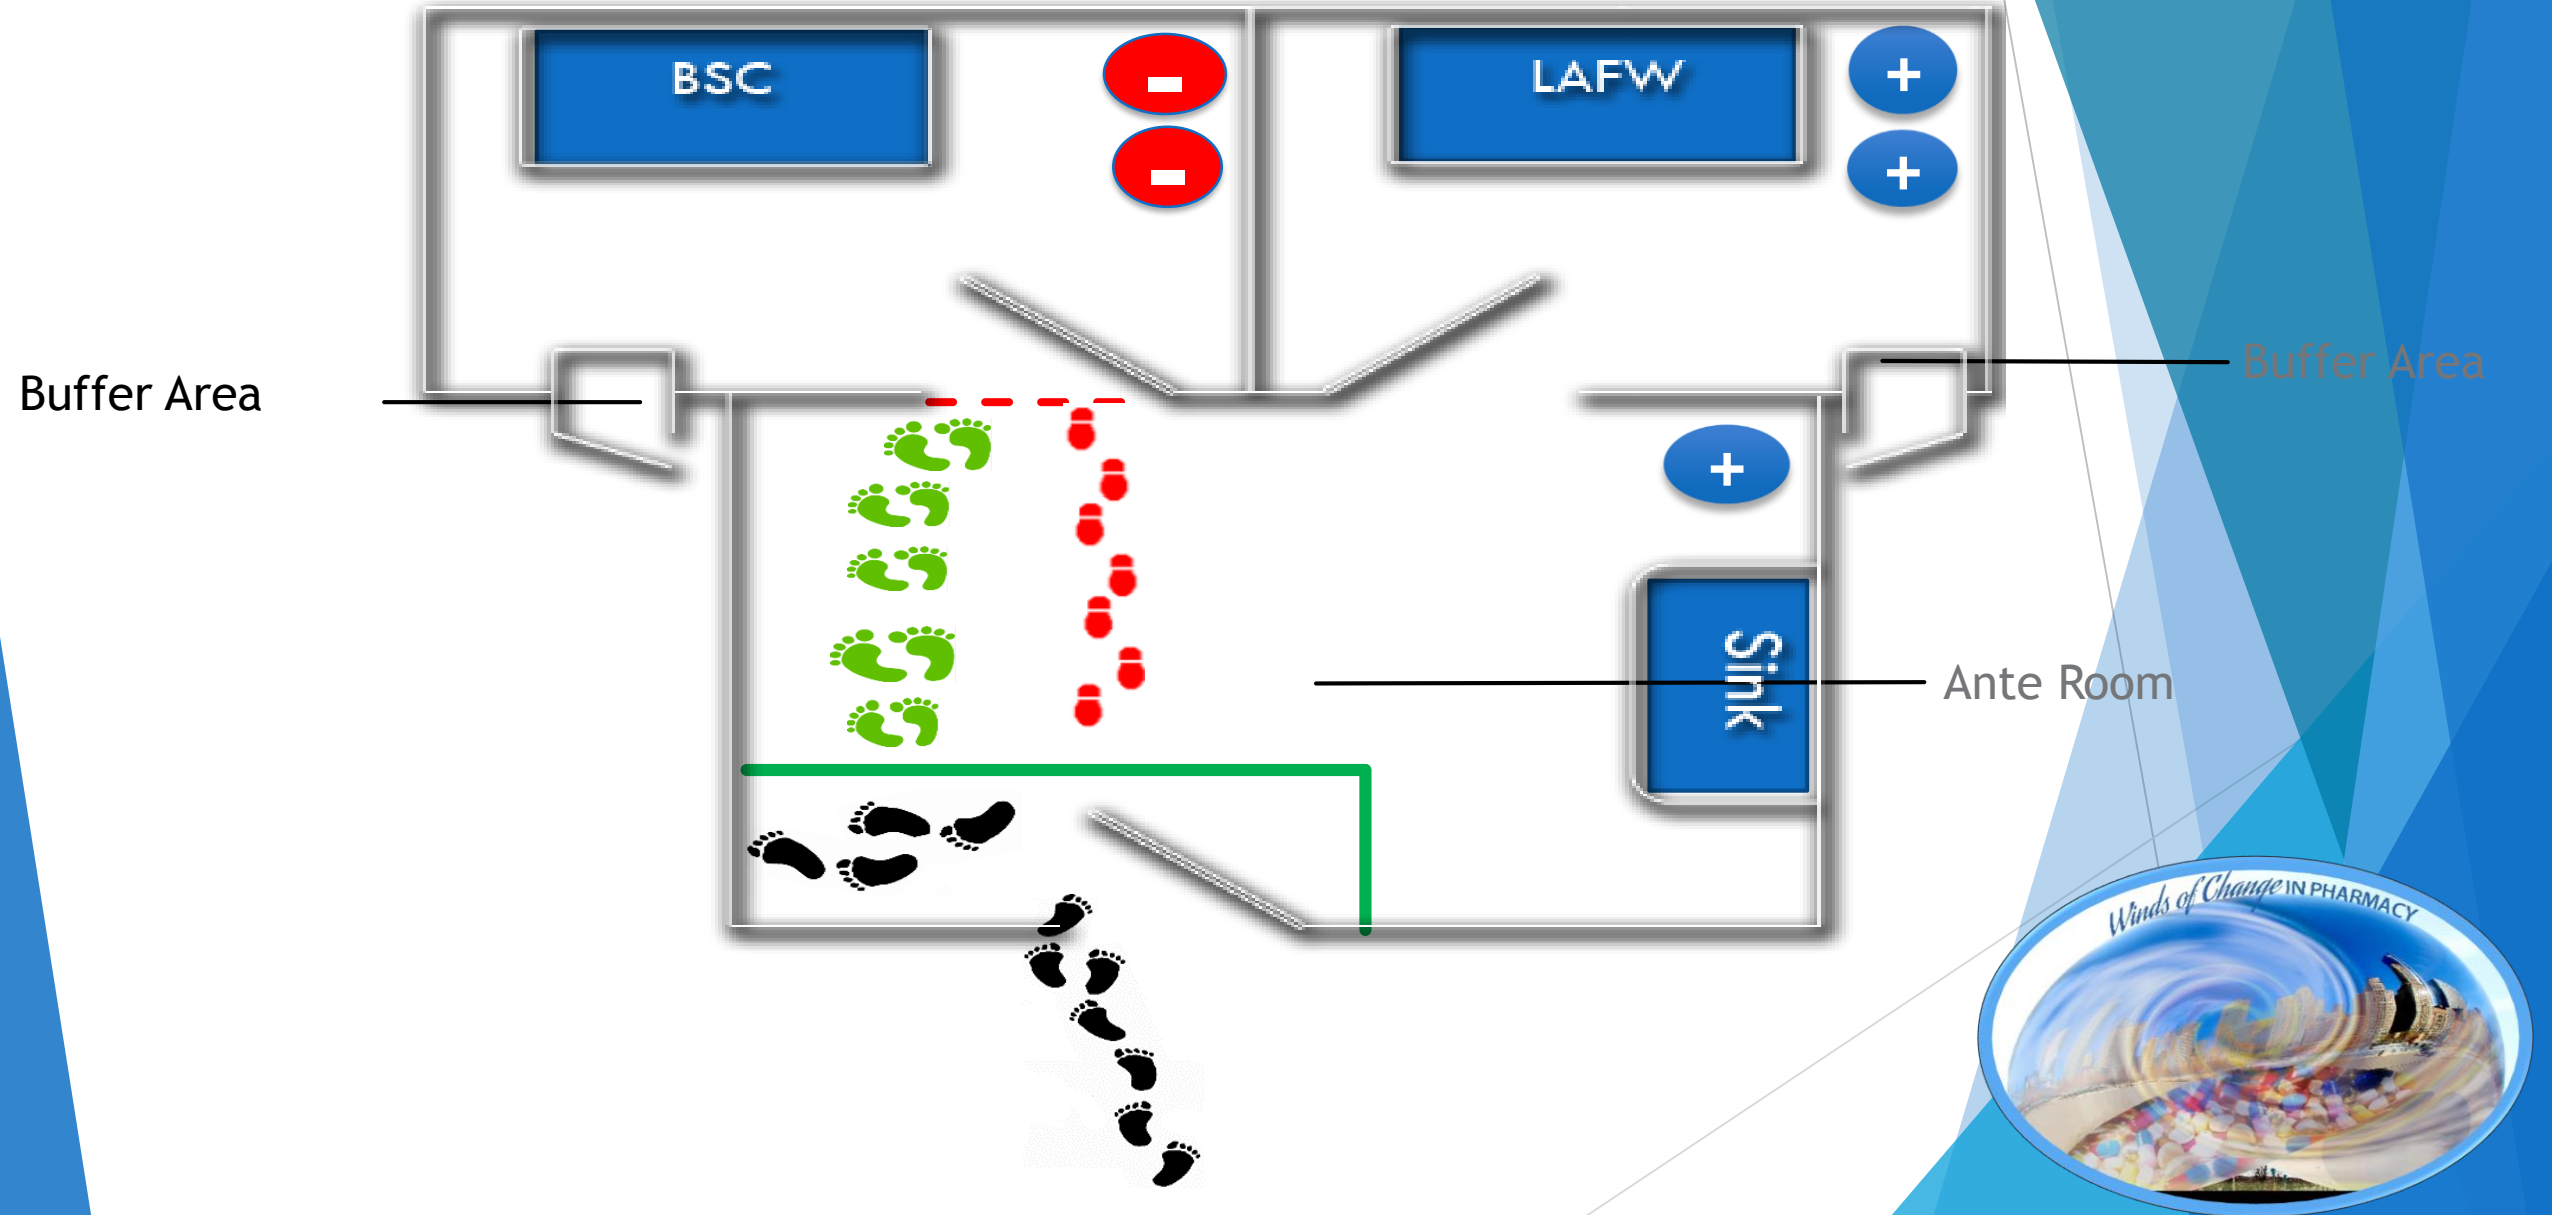 BSC
-
-
LAFW
+
+
Buffer Area
Buffer Area
+
Sink
Ante Room
Winds of Change IN PHARMACY